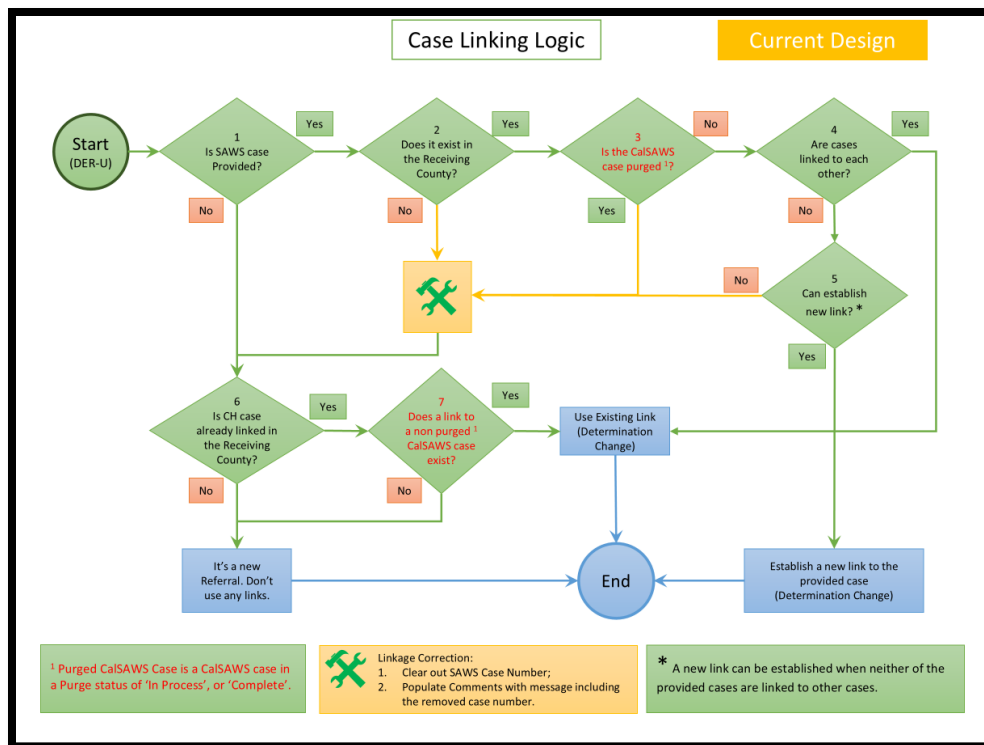 Case Linking Logic
Current Design
Start
(DER-U)
1
Is SAWS case
Provided?
Yes
No
2
Does it exist in
the Receiving
County?
Yes
No
3
Is the CalSAWS
case purged ¹?
No
Yes
4
Are cases
linked to each
other?
Yes
No
5
Can establish
new link? *
No
Yes
6
Is CH case
already linked in
the Receiving
County?
Yes
No
7
Does a link to
a non purged ¹
CalSAWS case
exist?
Yes
No
Use Existing Link
(Determination
Change)
It's a new
Referral. Don't
use any links.
End
Establish a new link to the
provided case
(Determination Change)
¹ Purged CalSAWS Case is a CalSAWS case in
a Purge status of 'In Process', or 'Complete'.
Linkage Correction:
1. Clear out SAWS Case Number;
2. Populate Comments with message including
the removed case number.
* A new link can be established when neither of the
provided cases are linked to other cases.